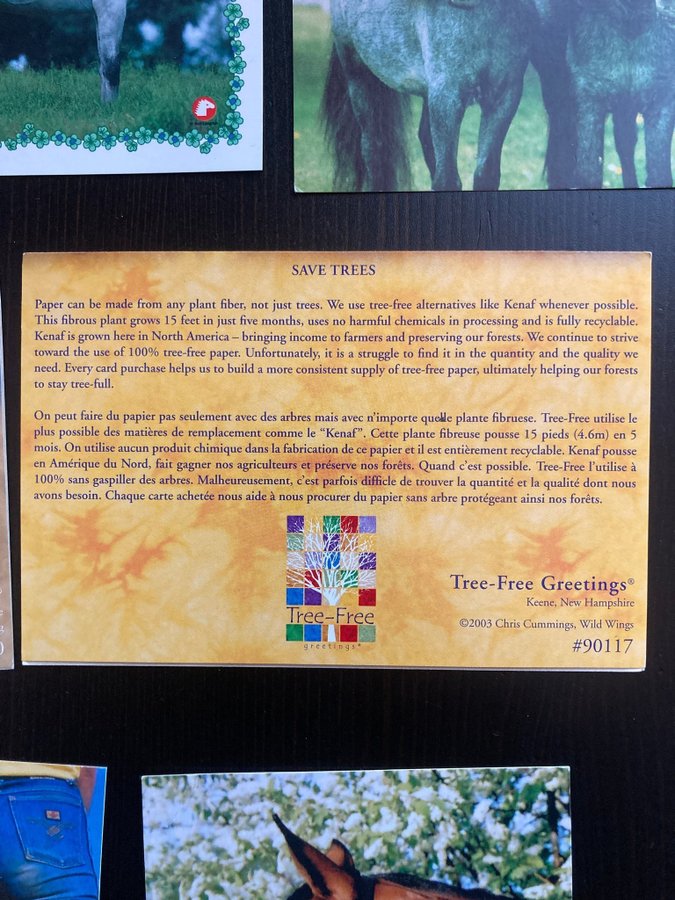 SAVE TREES
Paper can be made from any plant fiber, not just trees. We use tree-free alternatives like Kenaf whenever possible.
This fibrous plant grows 15 feet in just five months, uses no harmful chemicals in processing and is fully recyclable.
Kenaf is grown here in North America – bringing income to farmers and preserving our forests. We continue to strive
toward the use of 100% tree-free paper. Unfortunately, it is a struggle to find it in the quantity and the quality we
need. Every card purchase helps us to build a more consistent supply of tree-free paper, ultimately helping our forests
to stay tree-full.
On peut faire du papier pas seulement avec des arbres mais avec n’importe quelle plante fibruese. Tree-Free utilise le
plus possible des matières de remplacement comme le “Kenaf”. Cette plante fibreuse pousse 15 pieds (4.6m) en 5
mois. On utilise aucun produit chimique dans la fabrication de ce papier et il est entièrement recyclable. Kenaf pousse
en Amérique du Nord, fait gagner nos agriculteurs et préserve nos forêts. Quand c’est possible. Tree-Free l’utilise à
100% sans gaspiller des arbres. Malheureusement, c’est parfois difficle de trouver la quantité et la qualité dont nous
avons besoin. Chaque carte achetée nous aide à nous procurer du papier sans arbre protégeant ainsi nos forêts.
Tree-Free
greetings®
Tree-Free Greetings®
Keene, New Hampshire
©2003 Chris Cummings, Wild Wings
#90117